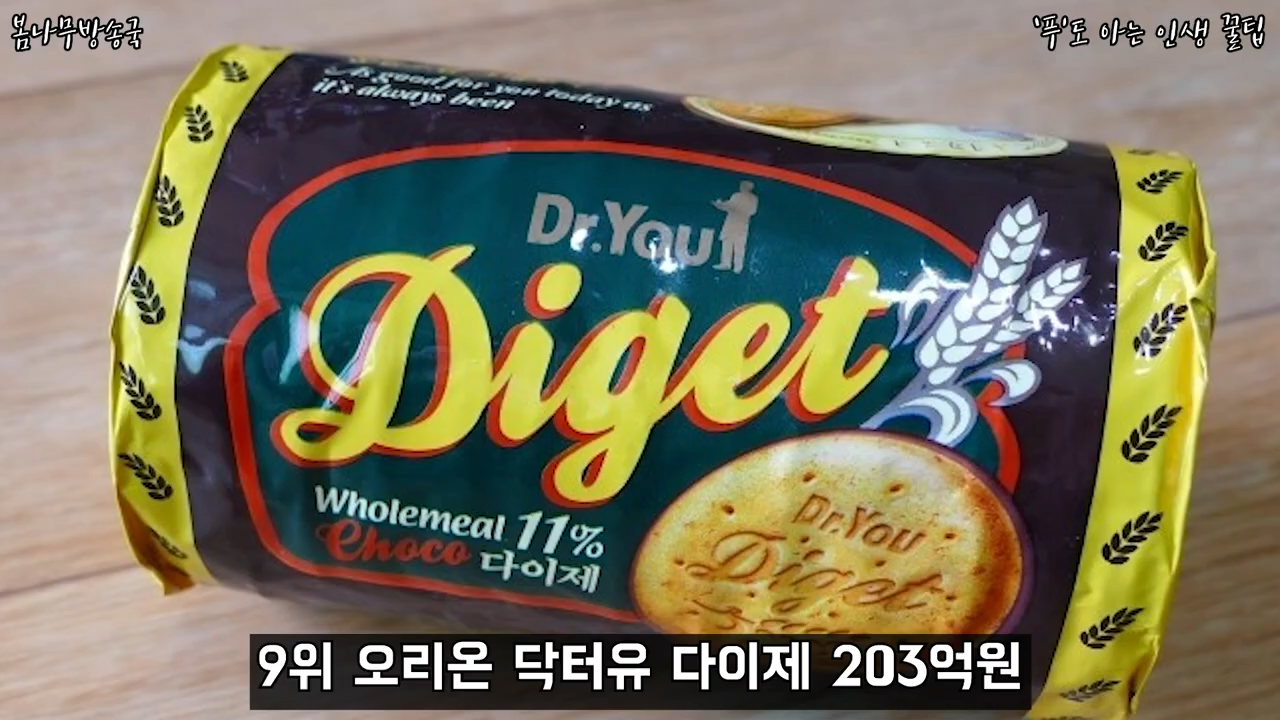 봄나무방송국
'푸'도 아는 인생 꿀팁
As good for you today as
it's always been
Dr.You
Diget
Wholemeal 11%
Choco 다이제
Dr.You
Diget
9위 오리온 닥터유 다이제 203억원